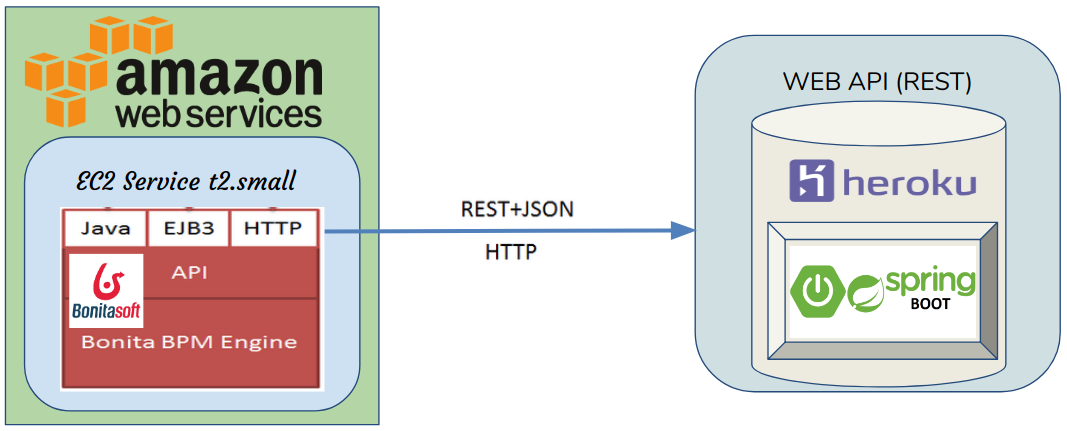 amazon
web services
EC2 Service t2.small
Java EJB3 HTTP
API
Bonitasoft
Bonita BPM Engine
REST+JSON
HTTP
WEB API (REST)
heroku
spring
BOOT